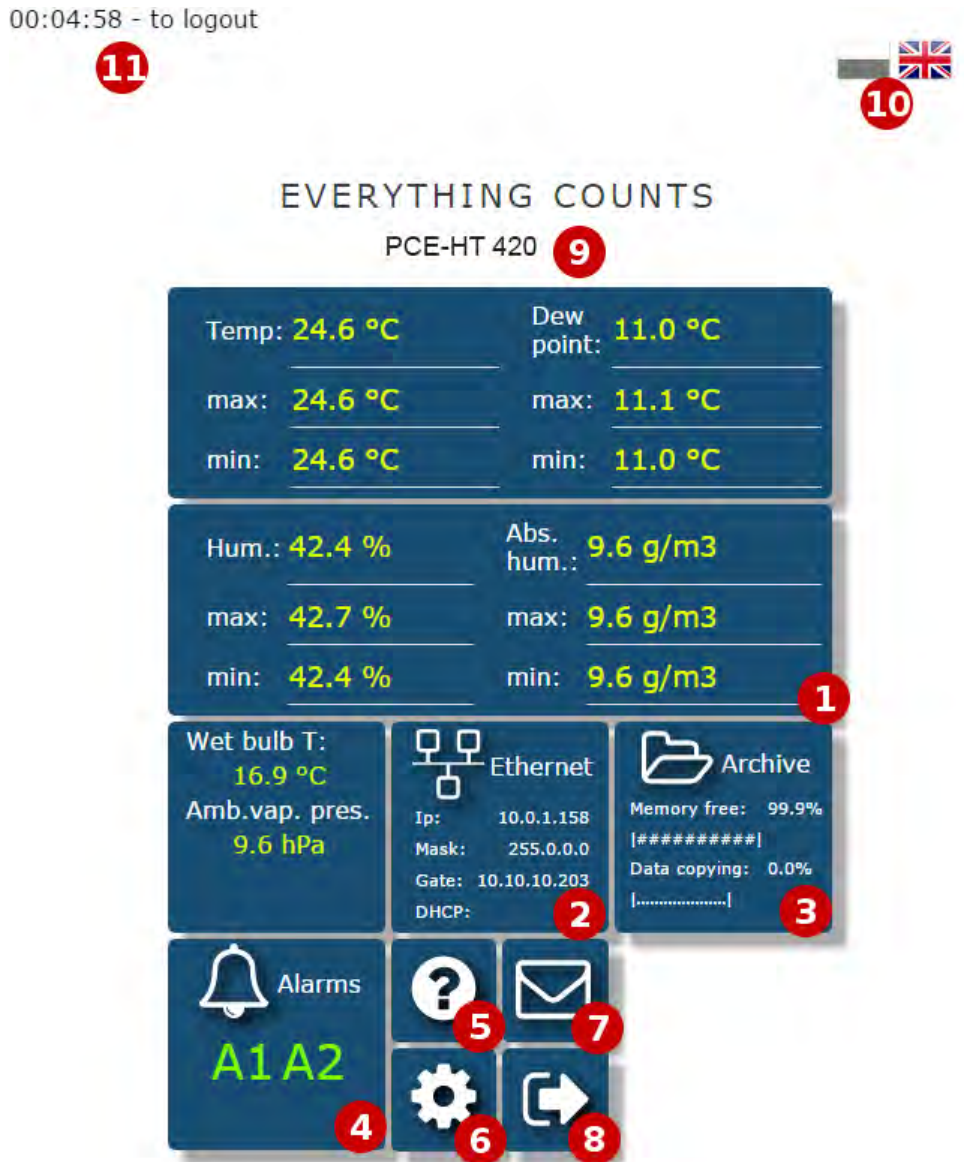 00:04:58 - to logout
11
10
EVERYTHING COUNTS
PCE-HT 420 9
Temp: 24.6 °C Dew point: 11.0 °C
max: 24.6 °C max: 11.1 °C
min: 24.6 °C min: 11.0 °C
Hum.: 42.4 % Abs. hum.: 9.6 g/m3
max: 42.7 % max: 9.6 g/m3
min: 42.4 % min: 9.6 g/m3
1
Wet bulb T:
16.9 °C
Amb.vap. pres.
9.6 hPa
Ethernet
Ip: 10.0.1.158
Mask: 255.0.0.0
Gate: 10.10.10.203
DHCP:
2
Archive
Memory free: 99.9%
|##########|
Data copying: 0.0%
|....................|
3
Alarms
A1 A2
4
?
5
7
6
8